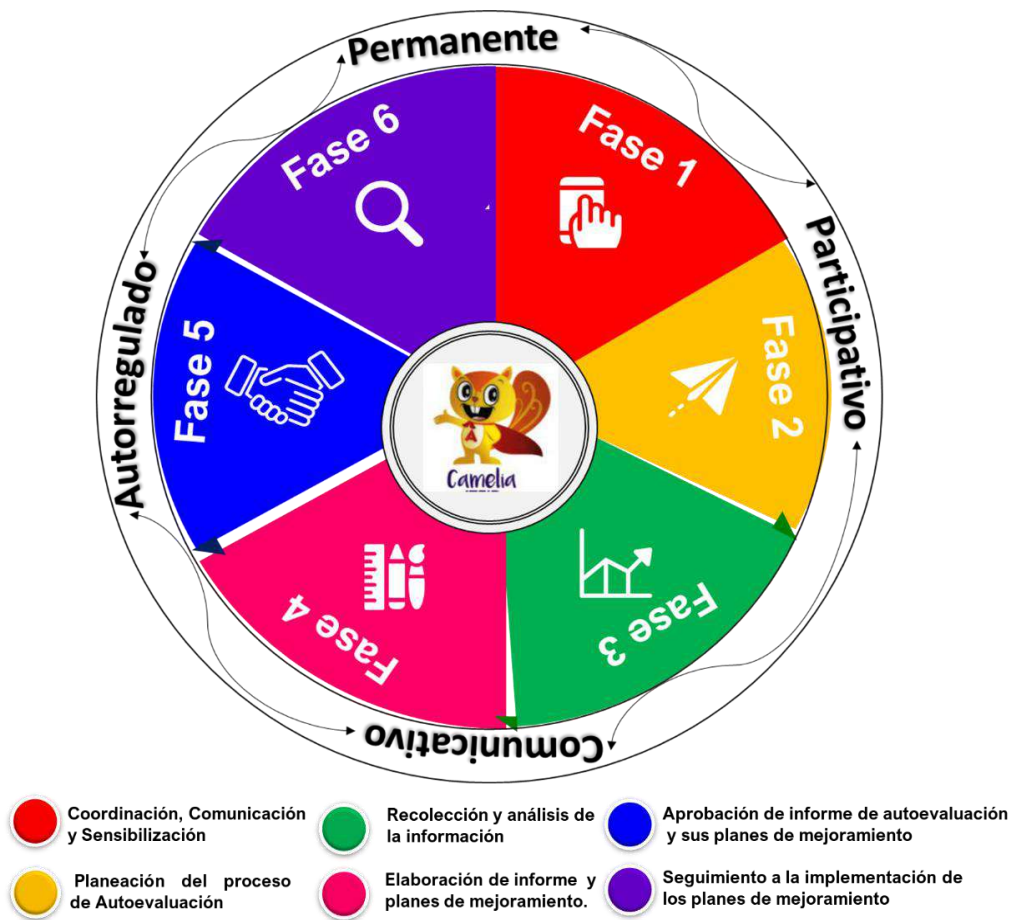 Permanente
Participativo
Comunicativo
Autorregulado
Fase 1
Fase 2
Fase 3
Fase 4
Fase 5
Fase 6
Camelia
Coordinación, Comunicación
y Sensibilización
Planeación del proceso
de Autoevaluación
Recolección y análisis de
la información
Elaboración de informe y
planes de mejoramiento.
Aprobación de informe de autoevaluación
y sus planes de mejoramiento
Seguimiento a la implementación de
los planes de mejoramiento